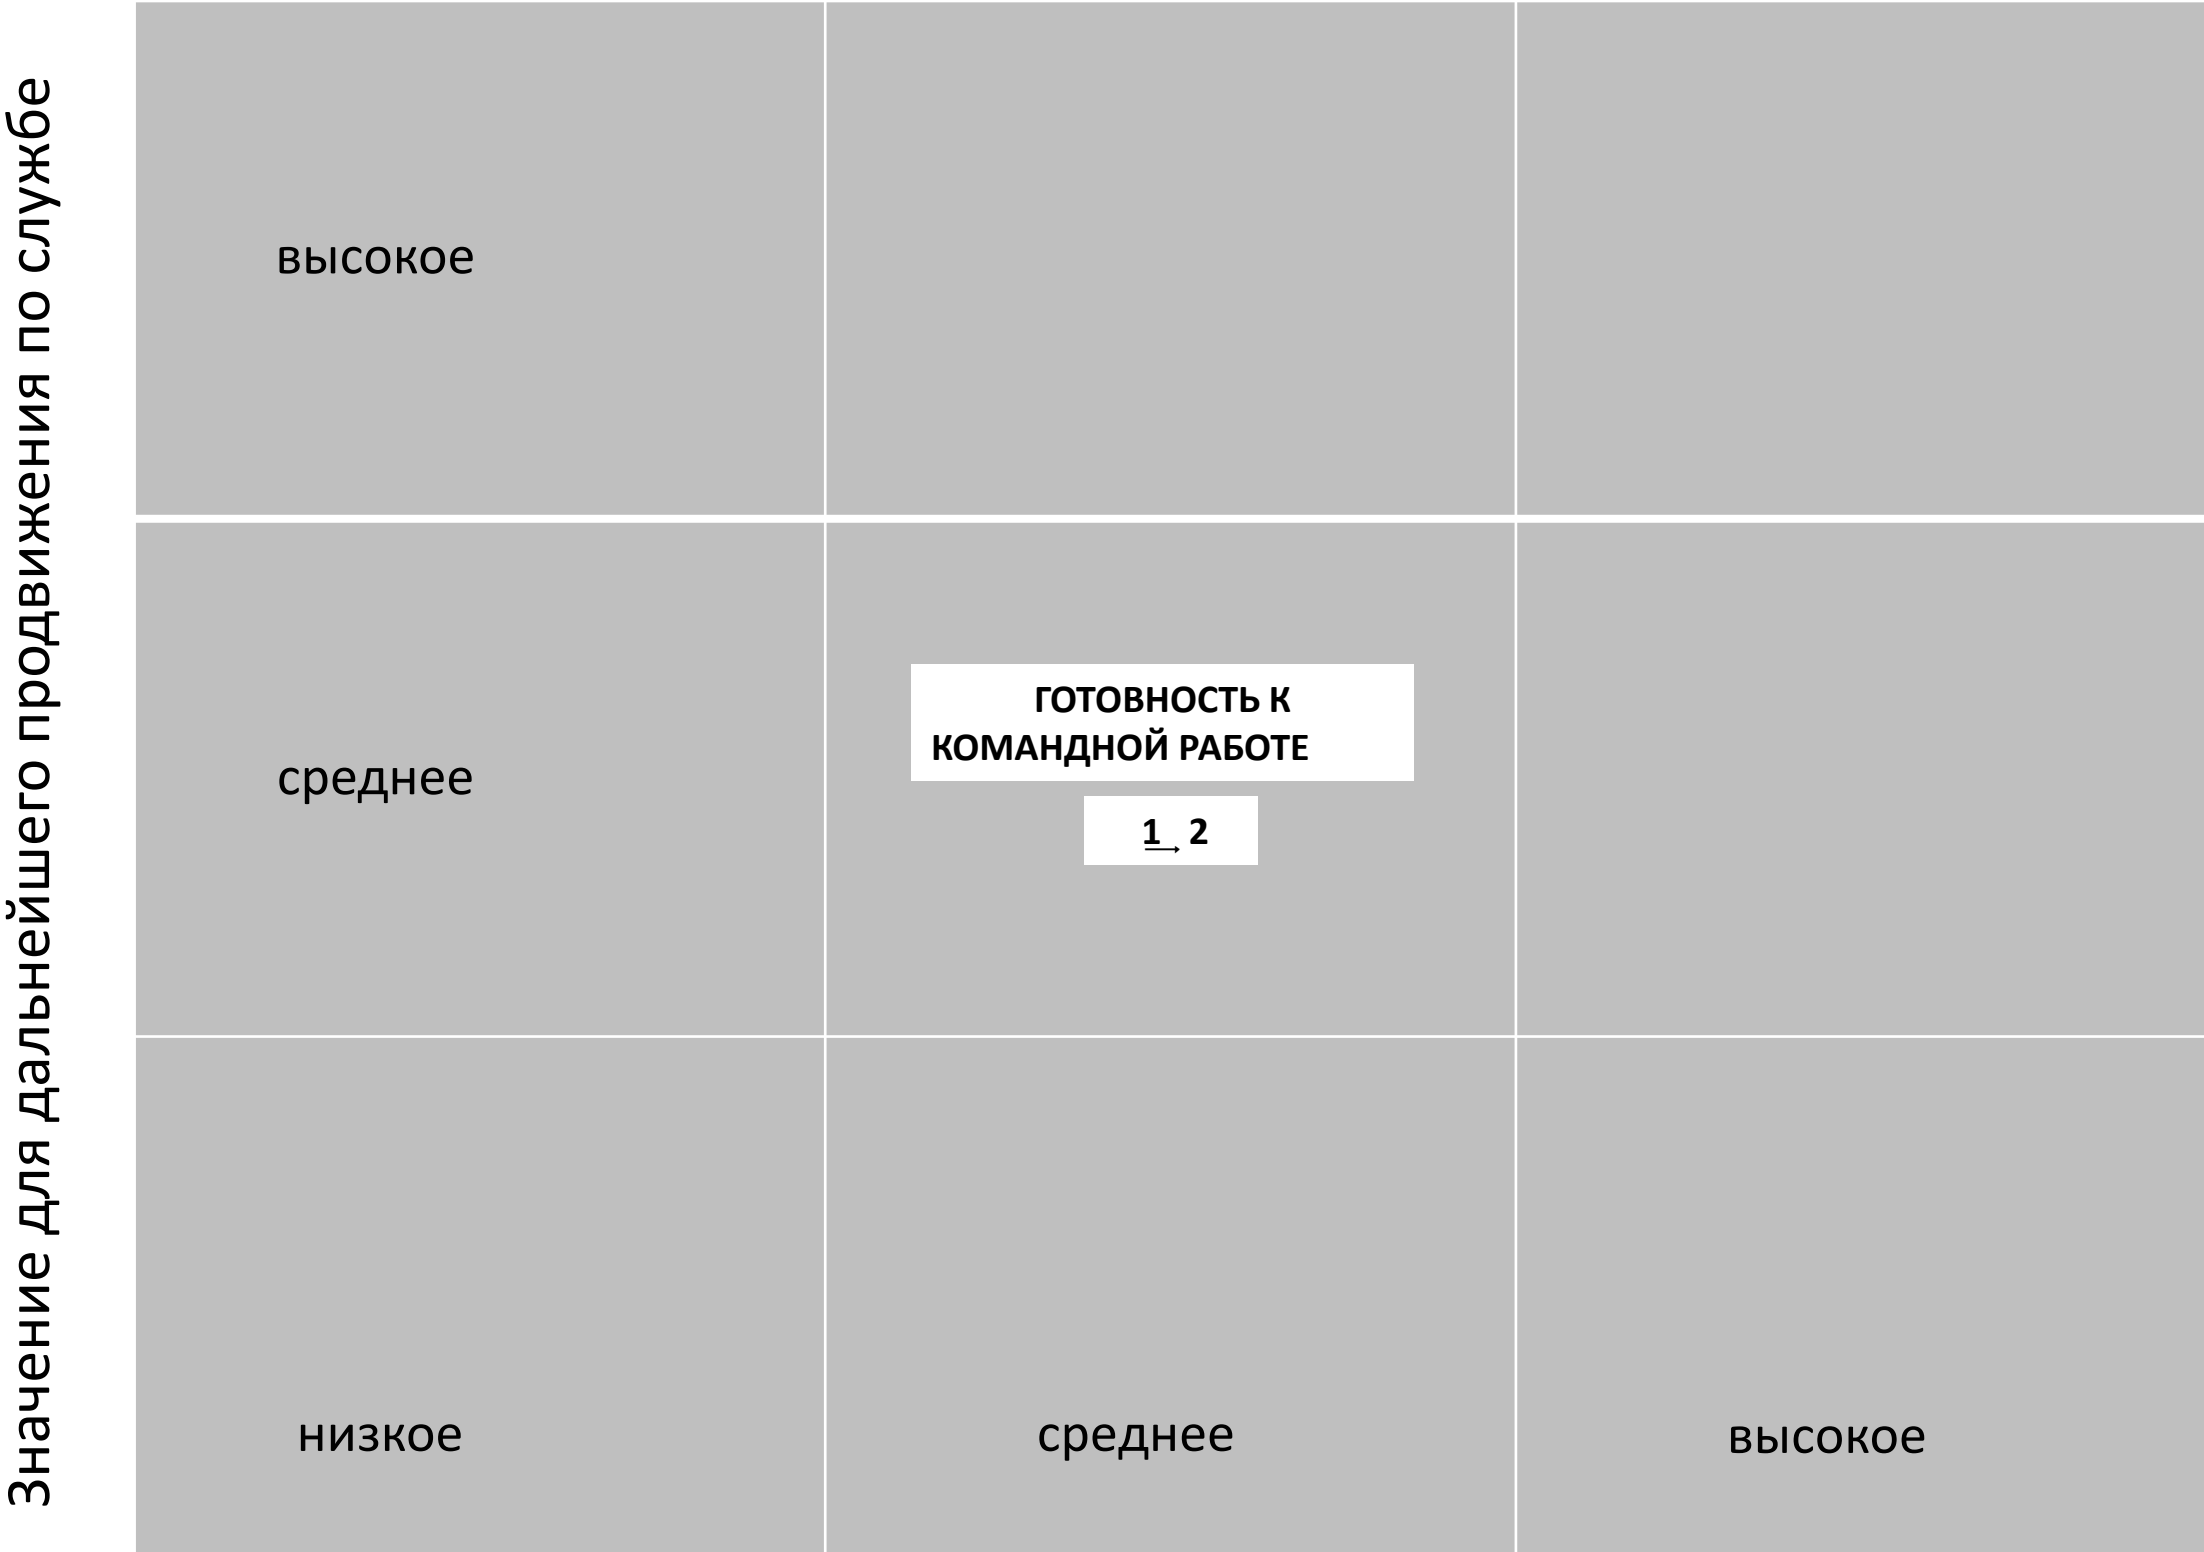 Значение для дальнейшего продвижения по службе
высокое
среднее
ГОТОВНОСТЬ К
КОМАНДНОЙ РАБОТЕ
1 → 2
низкое
среднее
высокое